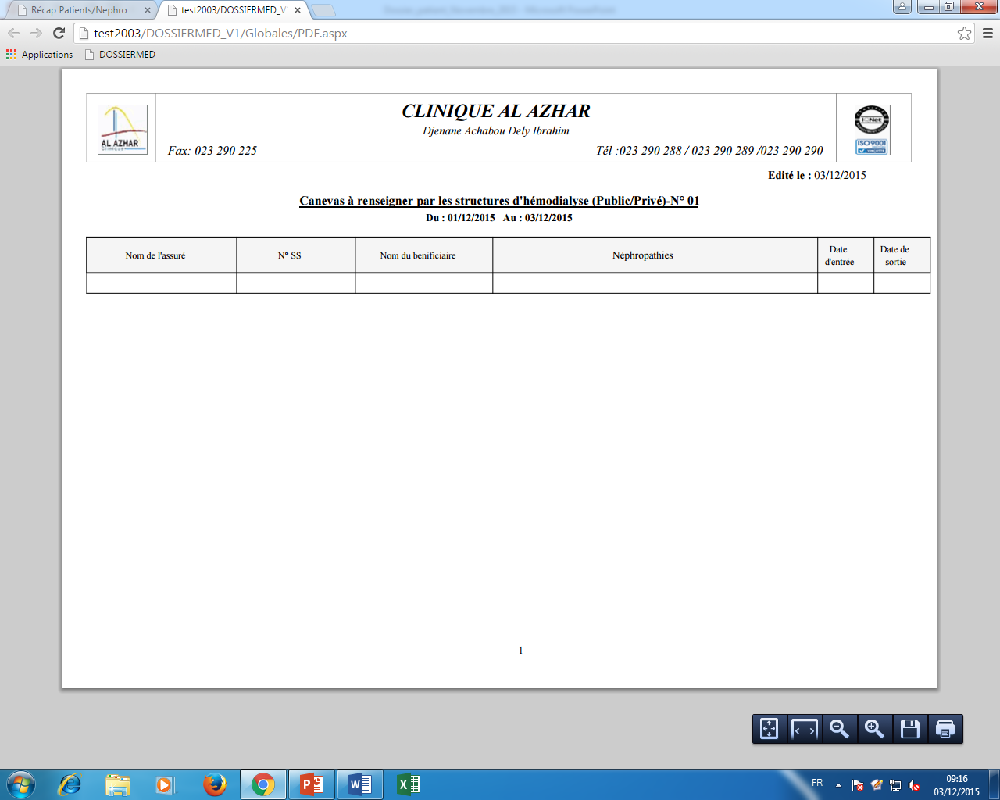 Récap Patients/Nephro
test2003/DOSSIERMED_V.
test2003/DOSSIERMED_V1/Globales/PDF.aspx
Applications
DOSSIERMED
AL AZHAR
Clinique
CLINIQUE AL AZHAR
Djenane Achabou Dely Ibrahim
Fax: 023 290 225
Tél :023 290 288 / 023 290 289 /023 290 290
ISO 9001
Edité le : 03/12/2015
Canevas à renseigner par les structures d'hémodialyse (Public/Privé)-N° 01
Du : 01/12/2015 Au : 03/12/2015
Nom de l'assuré
N° SS
Nom du benificiaire
Néphropathies
Date d'entrée
Date de sortie
1
FR
09:16
03/12/2015